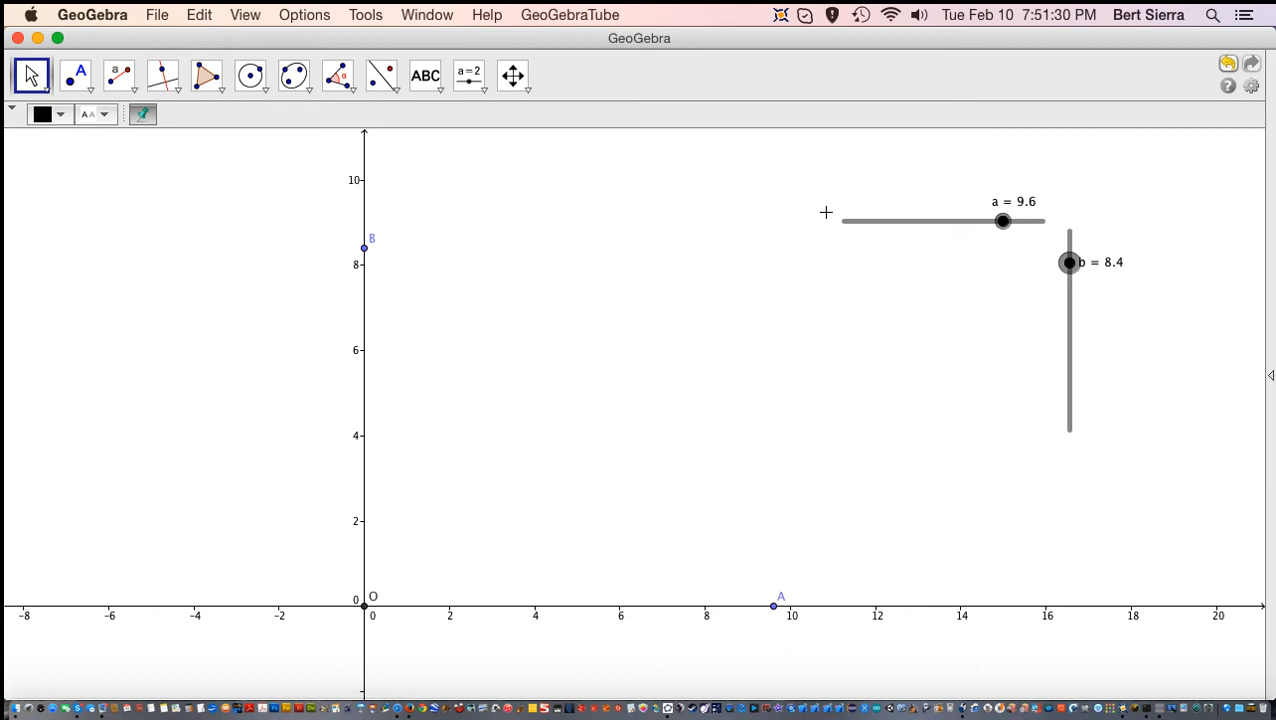 GeoGebra File Edit View Options Tools Window Help GeoGebraTube Tue Feb 10 7:51:30 PM Bert Sierra
GeoGebra
A a α ABC a=2
A A
10
a = 9.6
B
8
b = 8.4
6
4
2
0
O
A
-8 -6 -4 -2 0 2 4 6 8 10 12 14 16 18 20